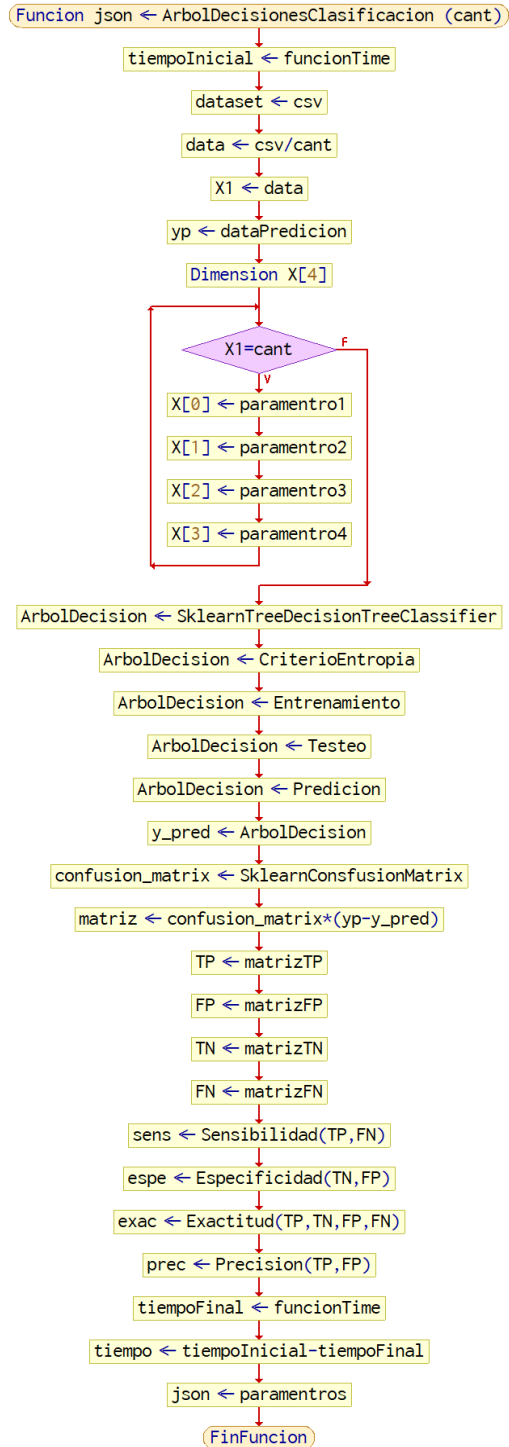 Funcion json ← ArbolDecisionesClasificacion (cant)
tiempoInicial ← funcionTime
dataset ← csv
data ← csv/cant
X1 ← data
yp ← dataPredicion
Dimension X[4]
X1=cant
F
V
X[0] ← paramentro1
X[1] ← paramentro2
X[2] ← paramentro3
X[3] ← paramentro4
ArbolDecision ← SklearnTreeDecisionTreeClassifier
ArbolDecision ← CriterioEntropia
ArbolDecision ← Entrenamiento
ArbolDecision ← Testeo
ArbolDecision ← Predicion
y_pred ← ArbolDecision
confusion_matrix ← SklearnConsfusionMatrix
matriz ← confusion_matrix*(yp-y_pred)
TP ← matrizTP
FP ← matrizFP
TN ← matrizTN
FN ← matrizFN
sens ← Sensibilidad(TP,FN)
espe ← Especificidad(TN,FP)
exac ← Exactitud(TP,TN,FP,FN)
prec ← Precision(TP,FP)
tiempoFinal ← funcionTime
tiempo ← tiempoInicial-tiempoFinal
json ← paramentros
FinFuncion